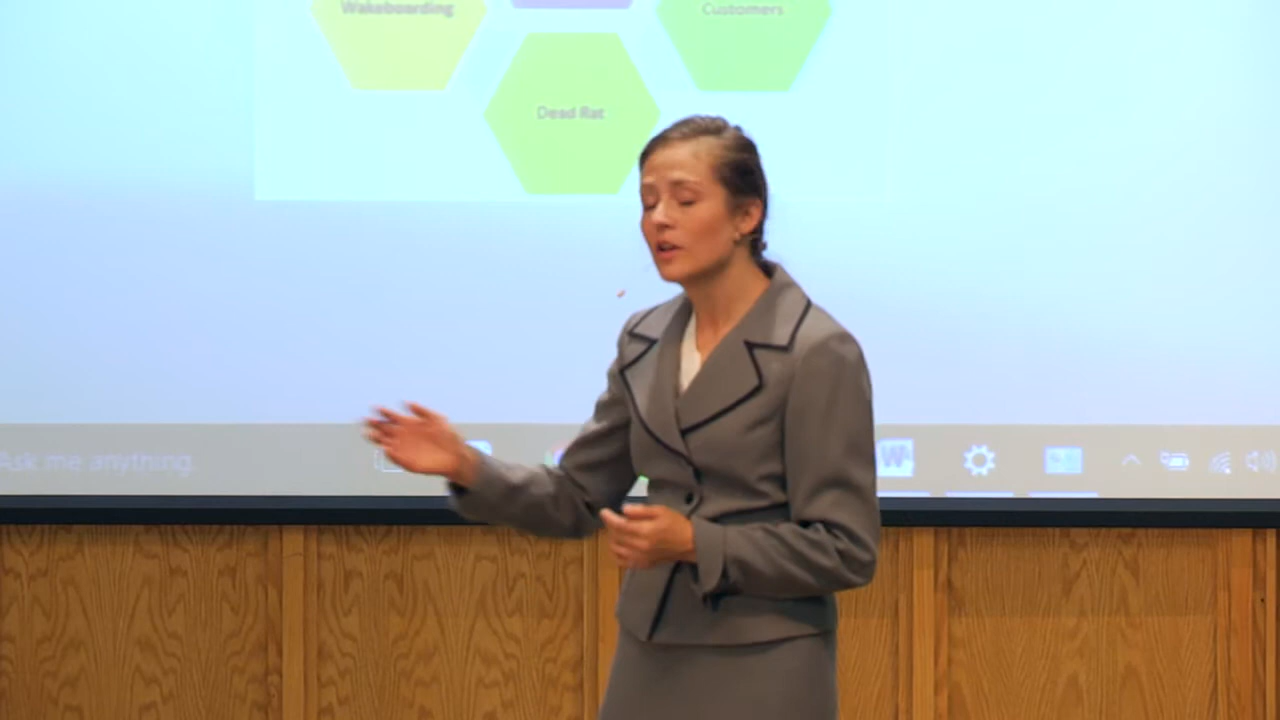 Wakeboarding
Customers
Dead Rat
Ask me anything
W